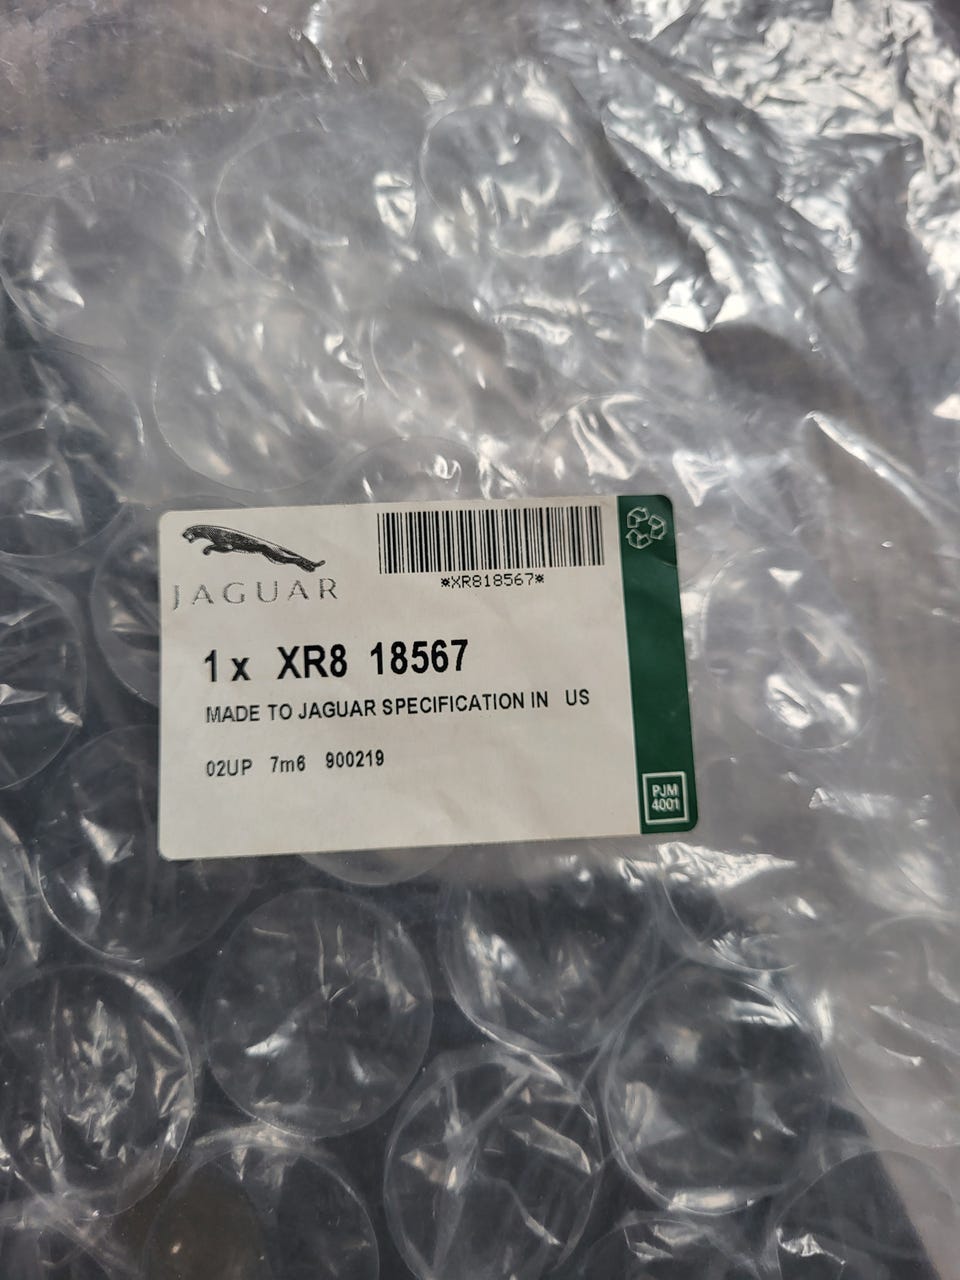 JAGUAR
*XR818567*
1 x XR8 18567
MADE TO JAGUAR SPECIFICATION IN US
02UP 7m6 900219
PJM
4001